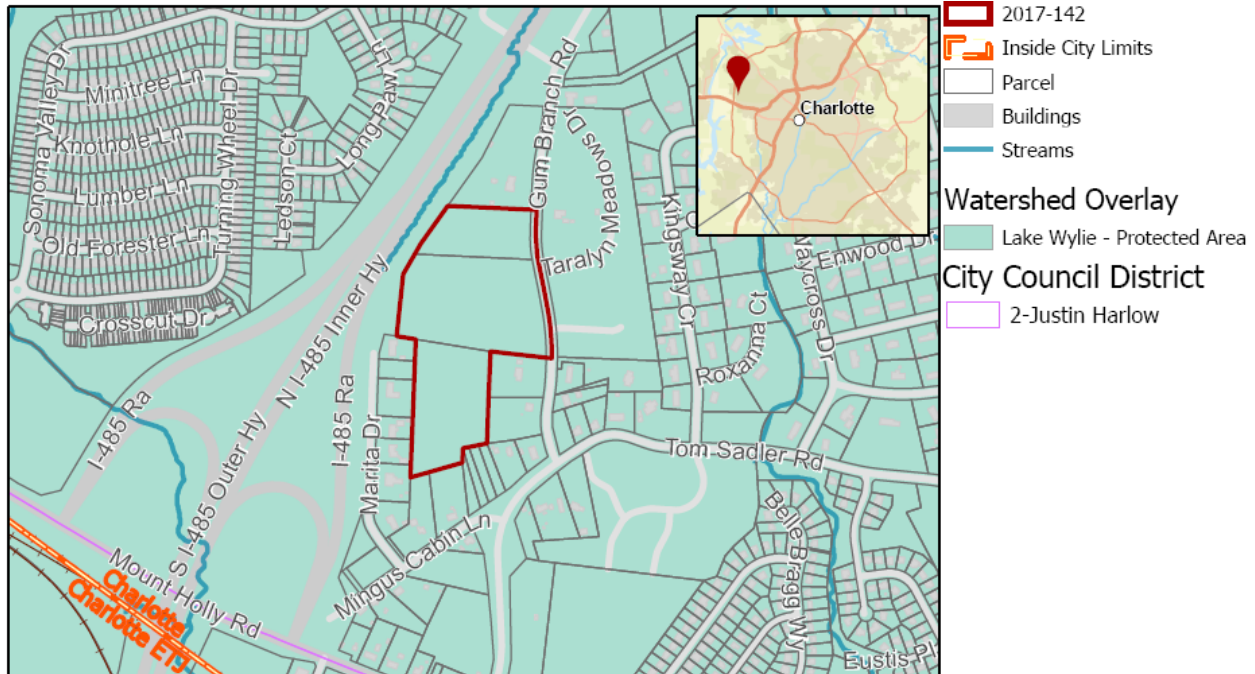 Sonoma Valley Dr
Minitree Ln
Knothole Ln
Lumber Ln
Old Forester Ln
Crosscut Dr
Turning Wheel Dr
Ledson Ct
Long Paw Ln
Gum Branch Rd
Taralyn Meadows Dr
Kingsway Cr
Roxanna Ct
Waycross Dr
Enwood Dr
Tom Sadler Rd
Belle Bragg Wy
Eustis Pl
Mingus Cabin Ln
Marita Dr
I-485 Ra
N I-485 Inner Hy
S I-485 Outer Hy
I-485 Ra
Mount Holly Rd
Charlotte
Charlotte ETJ
Charlotte
2017-142
Inside City Limits
Parcel
Buildings
Streams
Watershed Overlay
Lake Wylie - Protected Area
City Council District
2-Justin Harlow